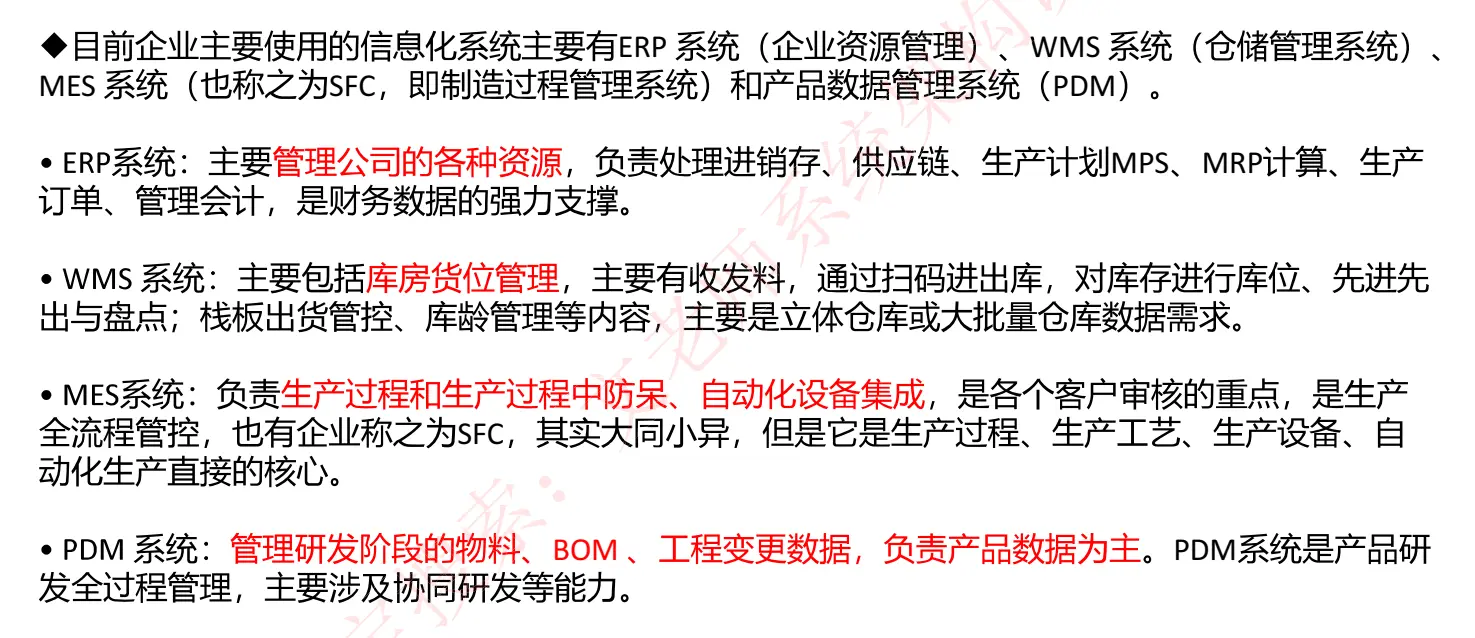 ◆目前企业主要使用的信息化系统主要有ERP 系统（企业资源管理）、WMS 系统（仓储管理系统）、
MES 系统（也称之为SFC，即制造过程管理系统）和产品数据管理系统（PDM）。
• ERP系统：主要管理公司的各种资源，负责处理进销存、供应链、生产计划MPS、MRP计算、生产
订单、管理会计，是财务数据的强力支撑。
• WMS 系统：主要包括库房货位管理，主要有收发料，通过扫码进出库，对库存进行库位、先进先
出与盘点；栈板出货管控、库龄管理等内容，主要是立体仓库或大批量仓库数据需求。
• MES系统：负责生产过程和生产过程中防呆、自动化设备集成，是各个客户审核的重点，是生产
全流程管控，也有企业称之为SFC，其实大同小异，但是它是生产过程、生产工艺、生产设备、自
动化生产直接的核心。
• PDM 系统：管理研发阶段的物料、BOM 、工程变更数据，负责产品数据为主。PDM系统是产品研
发全过程管理，主要涉及协同研发等能力。